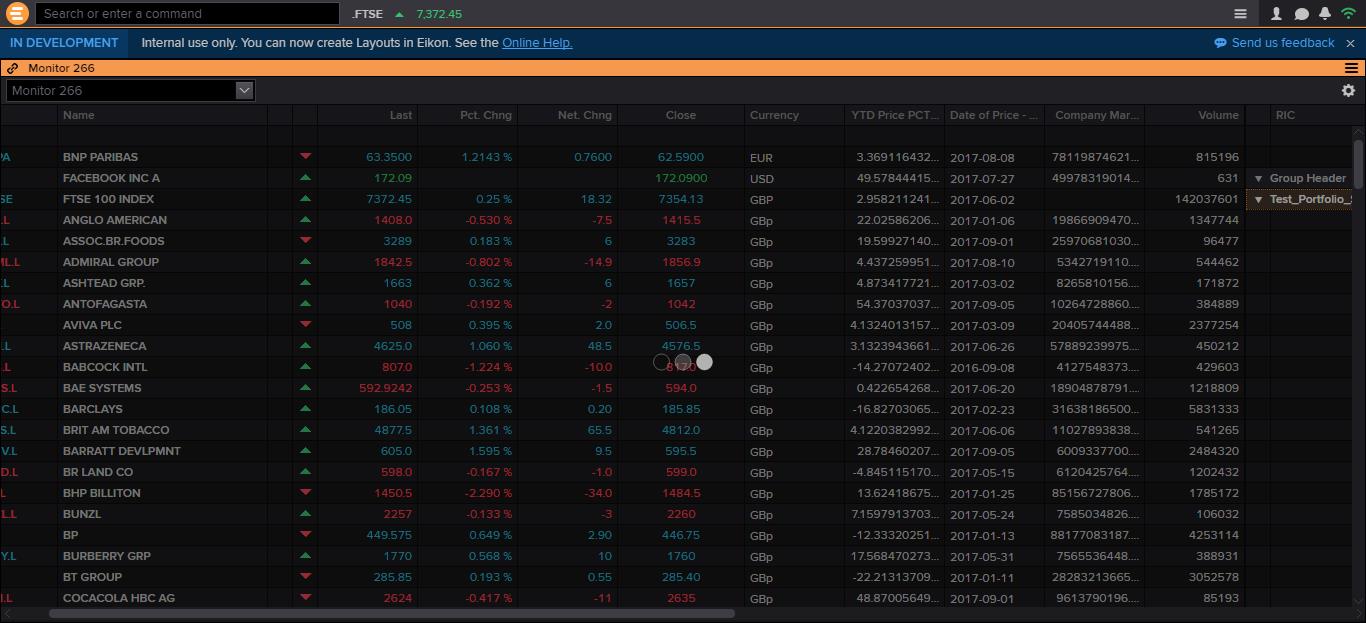 Search or enter a command .FTSE 7,372.45
IN DEVELOPMENT Internal use only. You can now create Layouts in Eikon. See the Online Help. Send us feedback
Monitor 266
Monitor 266
Name Last Pct. Chng Net. Chng Close Currency YTD Price PCT... Date of Price - ... Company Mar... Volume RIC
PA BNP PARIBAS 63.3500 1.2143 % 0.7600 62.5900 EUR 3.369116432... 2017-08-08 78119874621... 815196
FACEBOOK INC A 172.09 172.0900 USD 49.57844415... 2017-07-27 49978319014... 631 Group Header
SE FTSE 100 INDEX 7372.45 0.25 % 18.32 7354.13 GBP 2.958211241... 2017-06-02 142037601 Test_Portfolio_S
.L ANGLO AMERICAN 1408.0 -0.530 % -7.5 1415.5 GBp 22.02586206... 2017-01-06 19866909470... 1347744
.L ASSOC.BR.FOODS 3289 0.183 % 6 3283 GBp 19.59927140... 2017-09-01 25970681030... 96477
ML.L ADMIRAL GROUP 1842.5 -0.802 % -14.9 1856.9 GBp 4.437259951... 2017-08-10 5342719110.... 544462
.L ASHTEAD GRP. 1663 0.362 % 6 1657 GBp 4.873417721... 2017-03-02 8265810156.... 171872
O.L ANTOFAGASTA 1040 -0.192 % -2 1042 GBp 54.37037037... 2017-09-05 10264728860... 384889
AVIVA PLC 508 0.395 % 2.0 506.5 GBp 4.1324013157... 2017-03-09 20405744488... 2377254
.L ASTRAZENECA 4625.0 1.060 % 48.5 4576.5 GBp 3.1323943661... 2017-06-26 57889239975... 450212
.L BABCOCK INTL 807.0 -1.224 % -10.0 817.0 GBp -14.27072402... 2016-09-08 4127548373.... 429603
S.L BAE SYSTEMS 592.9242 -0.253 % -1.5 594.0 GBp 0.422654268... 2017-06-20 18904878791... 1218809
C.L BARCLAYS 186.05 0.108 % 0.20 185.85 GBp -16.82703065... 2017-02-23 31638186500... 5831333
S.L BRIT AM TOBACCO 4877.5 1.361 % 65.5 4812.0 GBp 4.1220382992... 2017-06-06 11027893838... 541265
V.L BARRATT DEVLPMNT 605.0 1.595 % 9.5 595.5 GBp 28.78460207... 2017-09-05 6009337700.... 2484320
D.L BR LAND CO 598.0 -0.167 % -1.0 599.0 GBp -4.845115170... 2017-05-15 6120425764.... 1202432
L BHP BILLITON 1450.5 -2.290 % -34.0 1484.5 GBp 13.62418675... 2017-01-25 85156727806... 1785172
L.L BUNZL 2257 -0.133 % -3 2260 GBp 7.1597913703... 2017-05-24 7585034826.... 106032
BP 449.575 0.649 % 2.90 446.75 GBp -12.33320251... 2017-01-13 88177083187... 4253114
Y.L BURBERRY GRP 1770 0.568 % 10 1760 GBp 17.568470273... 2017-05-31 7565536448.... 388931
BT GROUP 285.85 0.193 % 0.55 285.40 GBp -22.21313709... 2017-01-11 28283213665... 3052578
.L COCACOLA HBC AG 2624 -0.417 % -11 2635 GBp 48.87005649... 2017-09-01 9613790196.... 85193